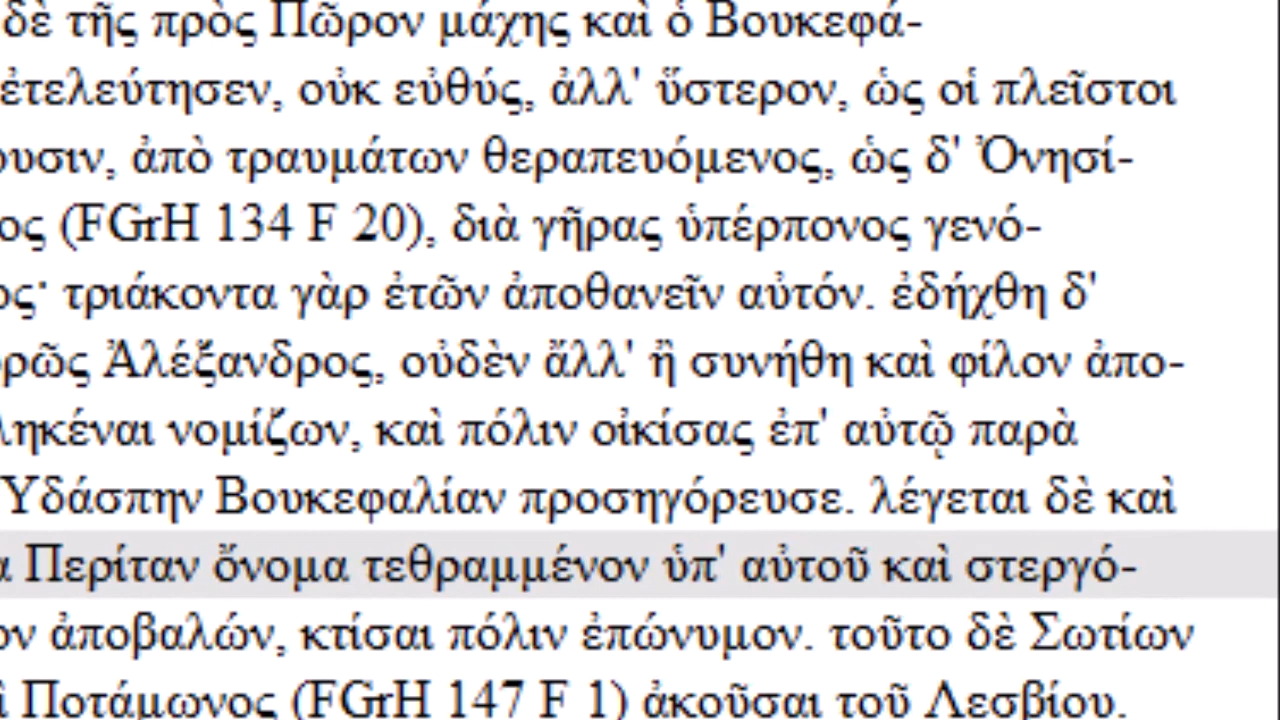 δὲ τῆς πρὸς Πῶρον μάχης καὶ ὁ Βουκεφά-
ἐτελεύτησεν, οὐκ εὐθύς, ἀλλ' ὕστερον, ὡς οἱ πλεῖστοι
ουσιν, ἀπὸ τραυμάτων θεραπευόμενος, ὡς δ' Ὀνησί-
ος (FGrH 134 F 20), διὰ γῆρας ὑπέρπονος γενό-
ος· τριάκοντα γὰρ ἐτῶν ἀποθανεῖν αὐτόν. ἐδήχθη δ'
ρῶς Ἀλέξανδρος, οὐδὲν ἄλλ' ἢ συνήθη καὶ φίλον ἀπο-
ληκέναι νομίζων, καὶ πόλιν οἰκίσας ἐπ' αὐτῷ παρὰ
Ὑδάσπην Βουκεφαλίαν προσηγόρευσε. λέγεται δὲ καὶ
α Περίταν ὄνομα τεθραμμένον ὑπ' αὐτοῦ καὶ στεργό-
ον ἀποβαλών, κτίσαι πόλιν ἐπώνυμον. τοῦτο δὲ Σωτίων
ὶ Ποτάμωνος (FGrH 147 F 1) ἀκοῦσαι τοῦ Λεσβίου.